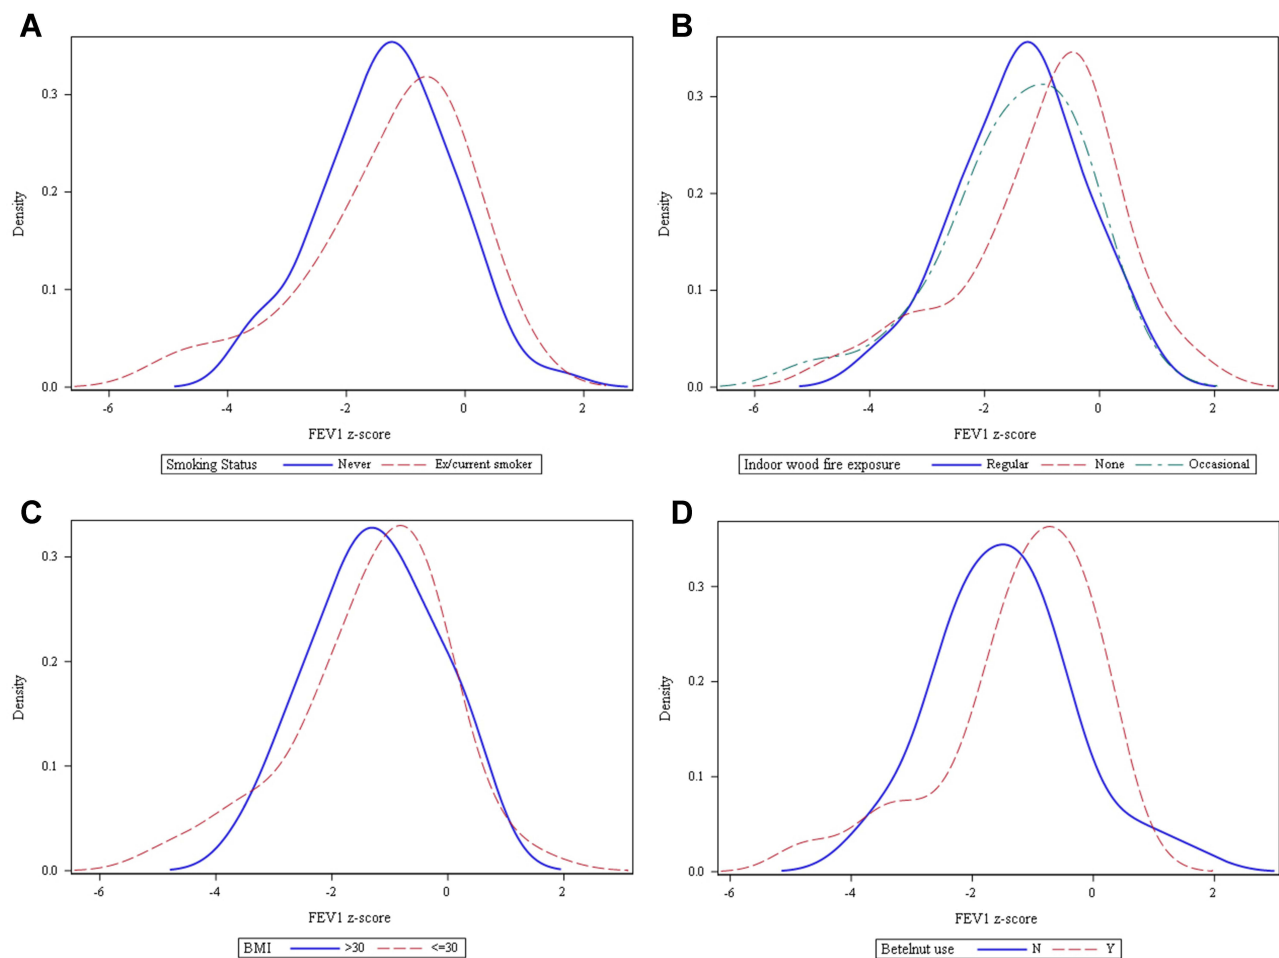 A
0.3
0.2
0.1
0.0
Density
-6 -4 -2 0 2
FEV1 z-score
Smoking Status Never Ex/current smoker
B
0.3
0.2
0.1
0.0
Density
-6 -4 -2 0 2
FEV1 z-score
Indoor wood fire exposure Regular None Occasional
C
0.3
0.2
0.1
0.0
Density
-6 -4 -2 0 2
FEV1 z-score
BMI >30 <=30
D
0.3
0.2
0.1
0.0
Density
-6 -4 -2 0 2
FEV1 z-score
Betelnut use N Y